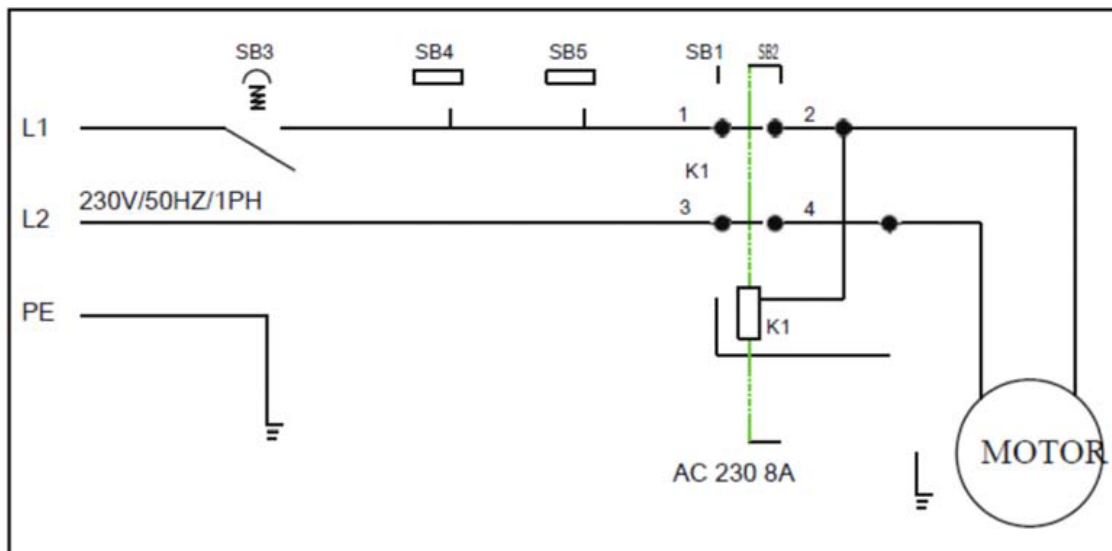 SB3
SB4
SB5
SB1
SB2
L1
1
2
K1
230V/50HZ/1PH
L2
3
4
PE
K1
MOTOR
AC 230 8A